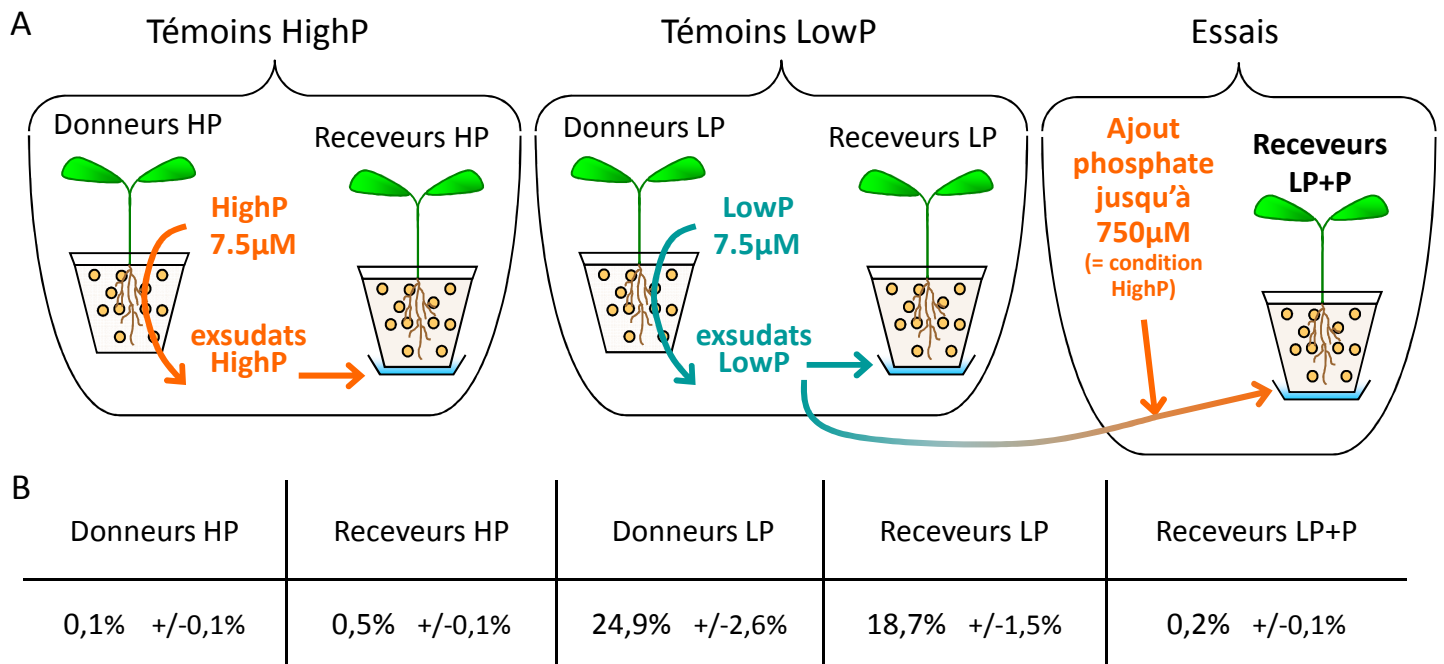 A
Témoins HighP
Témoins LowP
Essais
Donneurs HP
Receveurs HP
HighP
7.5µM
exsudats
HighP
Donneurs LP
Receveurs LP
LowP
7.5µM
exsudats
LowP
Ajout
phosphate
jusqu'à
750µM
(= condition
HighP)
Receveurs
LP+P
B
Donneurs HP
Receveurs HP
Donneurs LP
Receveurs LP
Receveurs LP+P
0,1% +/-0,1%
0,5% +/-0,1%
24,9% +/-2,6%
18,7% +/-1,5%
0,2% +/-0,1%